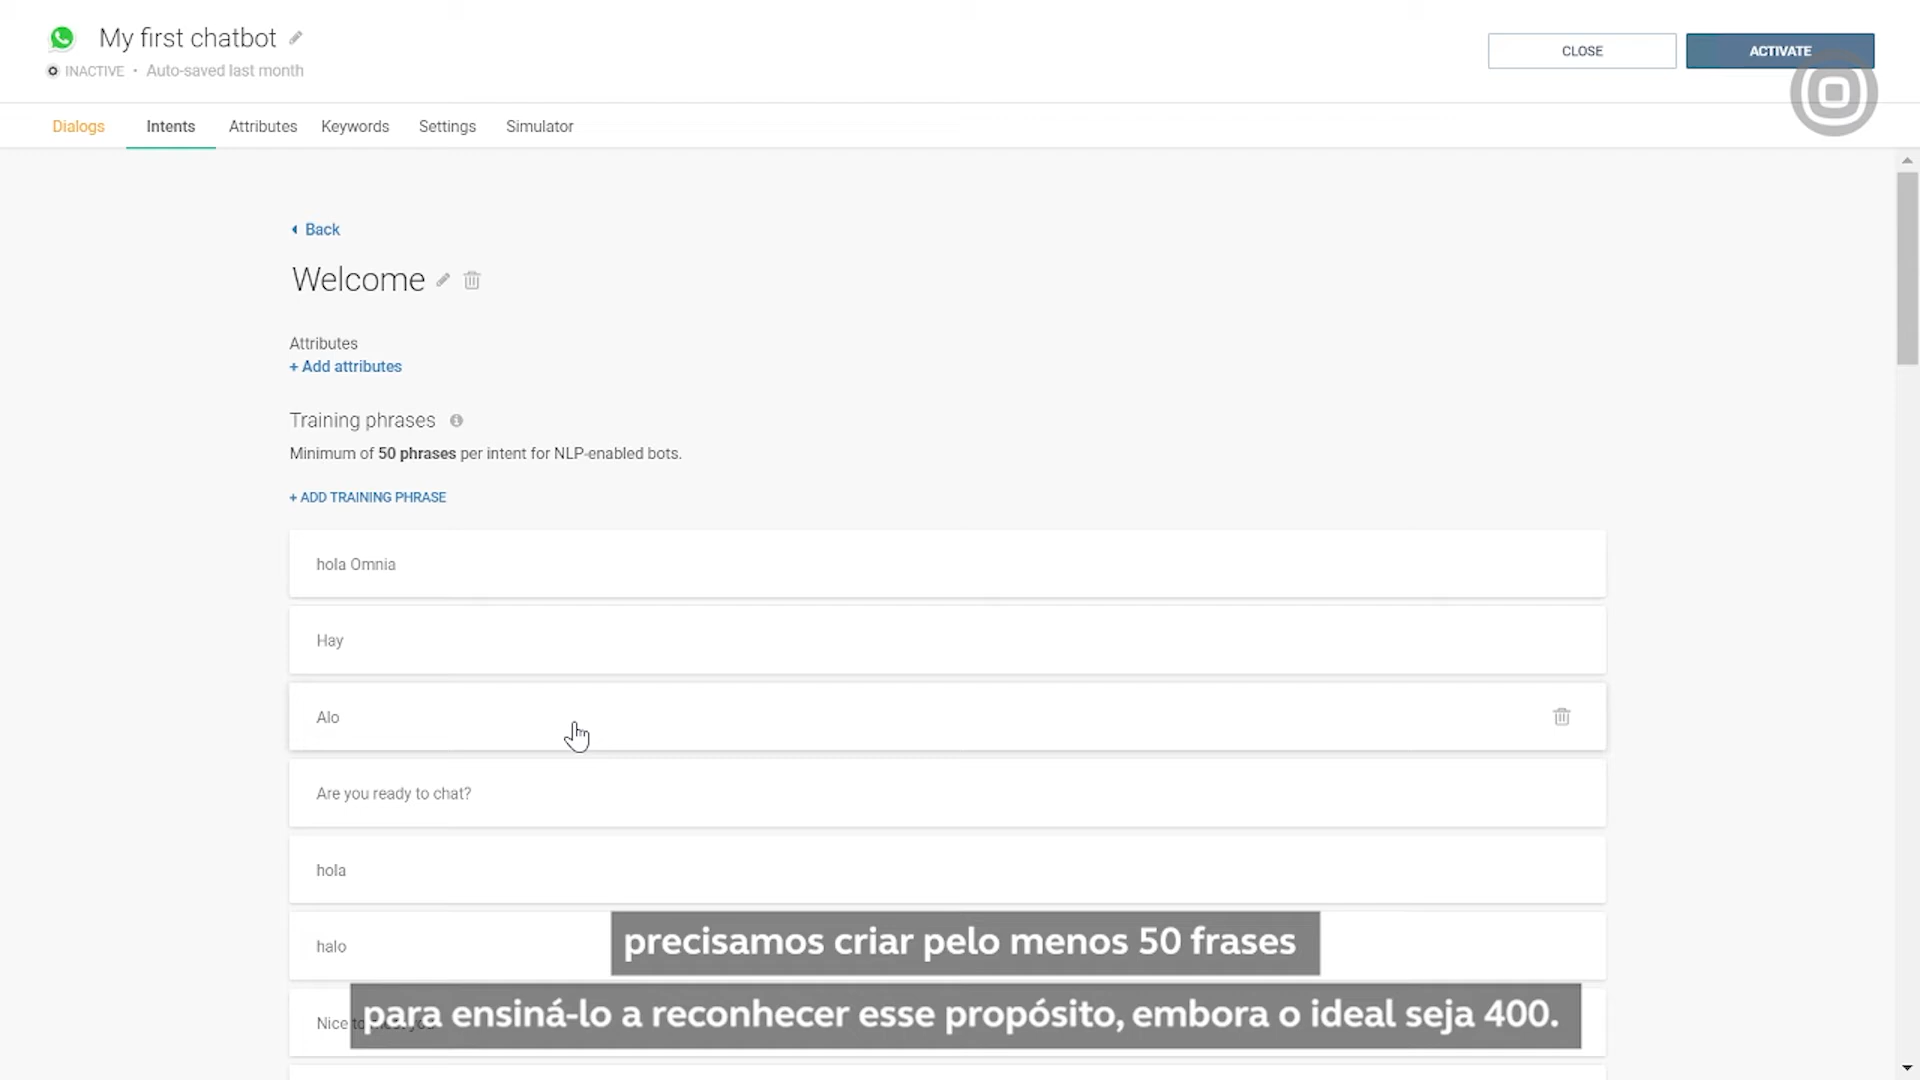 My first chatbot
CLOSE
ACTIVATE
INACTIVE • Auto-saved last month
Dialogs
Intents
Attributes
Keywords
Settings
Simulator
Back
Welcome
Attributes
+ Add attributes
Training phrases
Minimum of 50 phrases per intent for NLP-enabled bots.
+ ADD TRAINING PHRASE
hola Omnia
Hay
Alo
Are you ready to chat?
hola
halo
precisamos criar pelo menos 50 frases
Nice
para ensiná-lo a reconhecer esse propósito, embora o ideal seja 400.